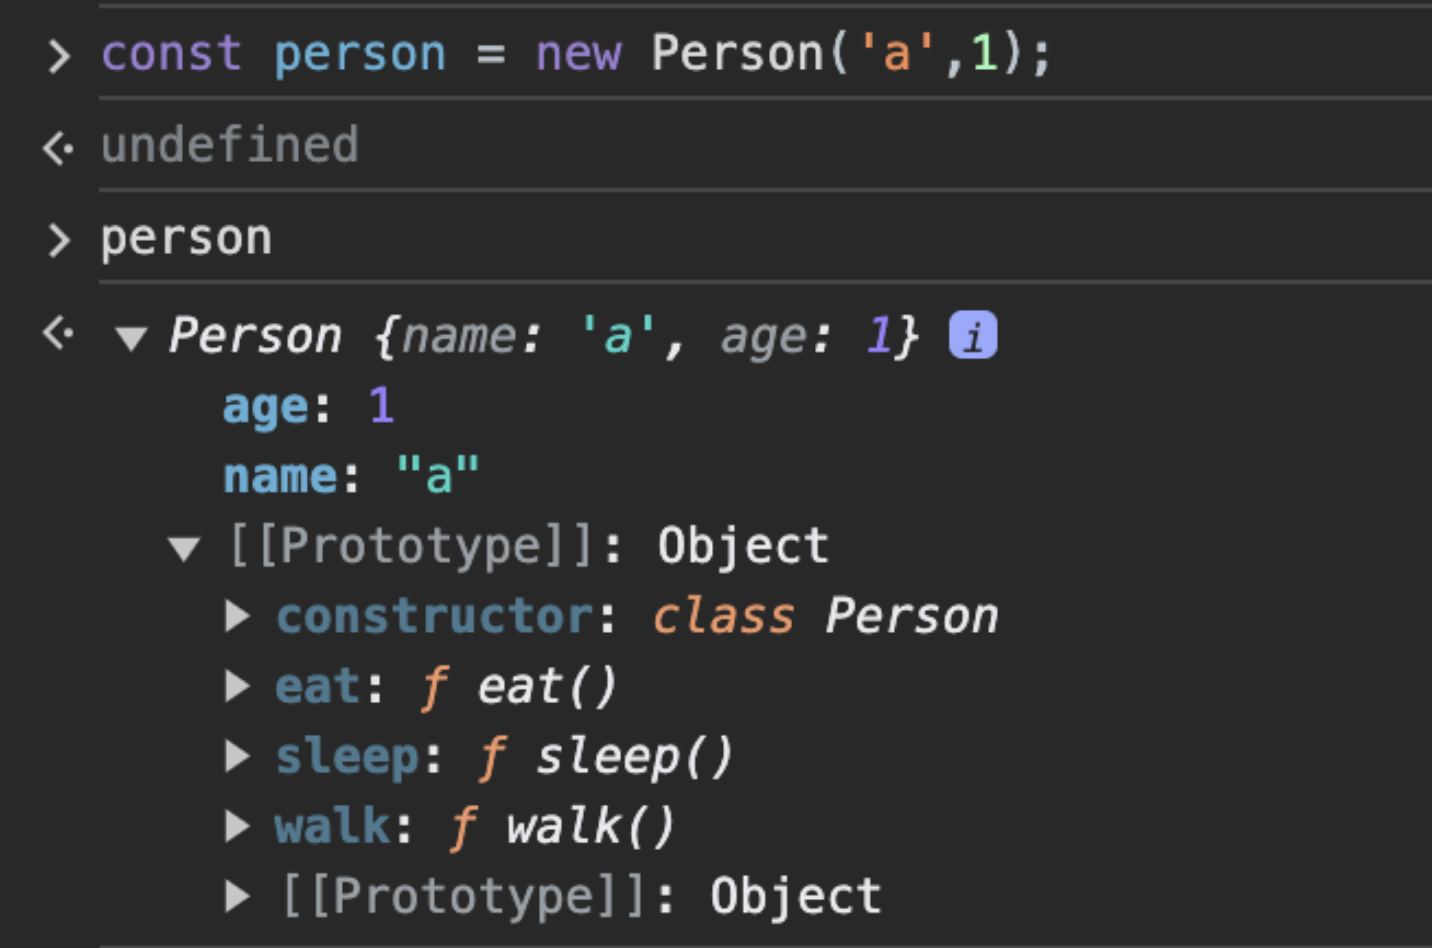 > const person = new Person('a',1);
undefined
> person
▼ Person {name: 'a', age: 1} i
age: 1
name: "a"
▼ [[Prototype]]: Object
▶ constructor: class Person
▶ eat: ƒ eat()
▶ sleep: ƒ sleep()
▶ walk: ƒ walk()
▶ [[Prototype]]: Object